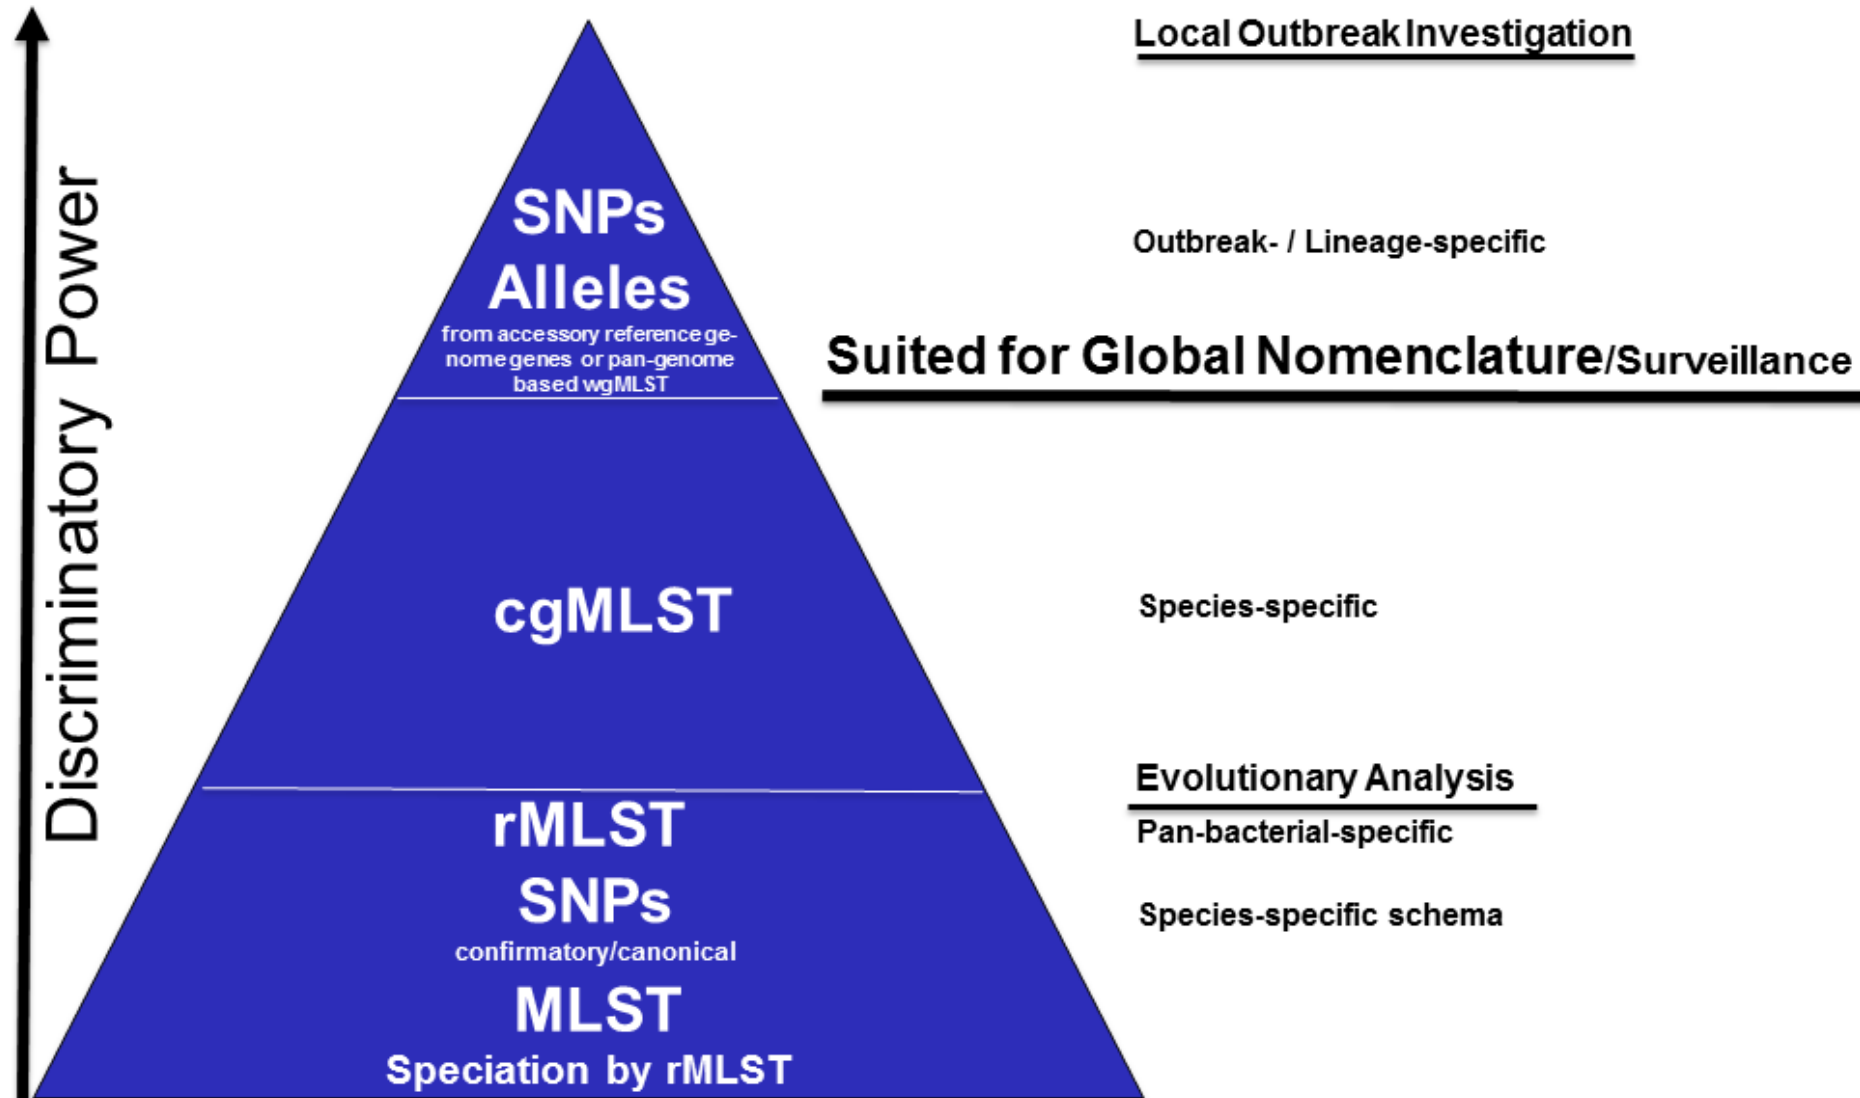 Discriminatory Power
Local Outbreak Investigation
SNPs
Alleles
from accessory reference ge-
nome genes or pan-genome
based wgMLST
Outbreak- / Lineage-specific
Suited for Global Nomenclature/Surveillance
cgMLST
Species-specific
Evolutionary Analysis
rMLST
Pan-bacterial-specific
SNPs
confirmatory/canonical
Species-specific schema
MLST
Speciation by rMLST